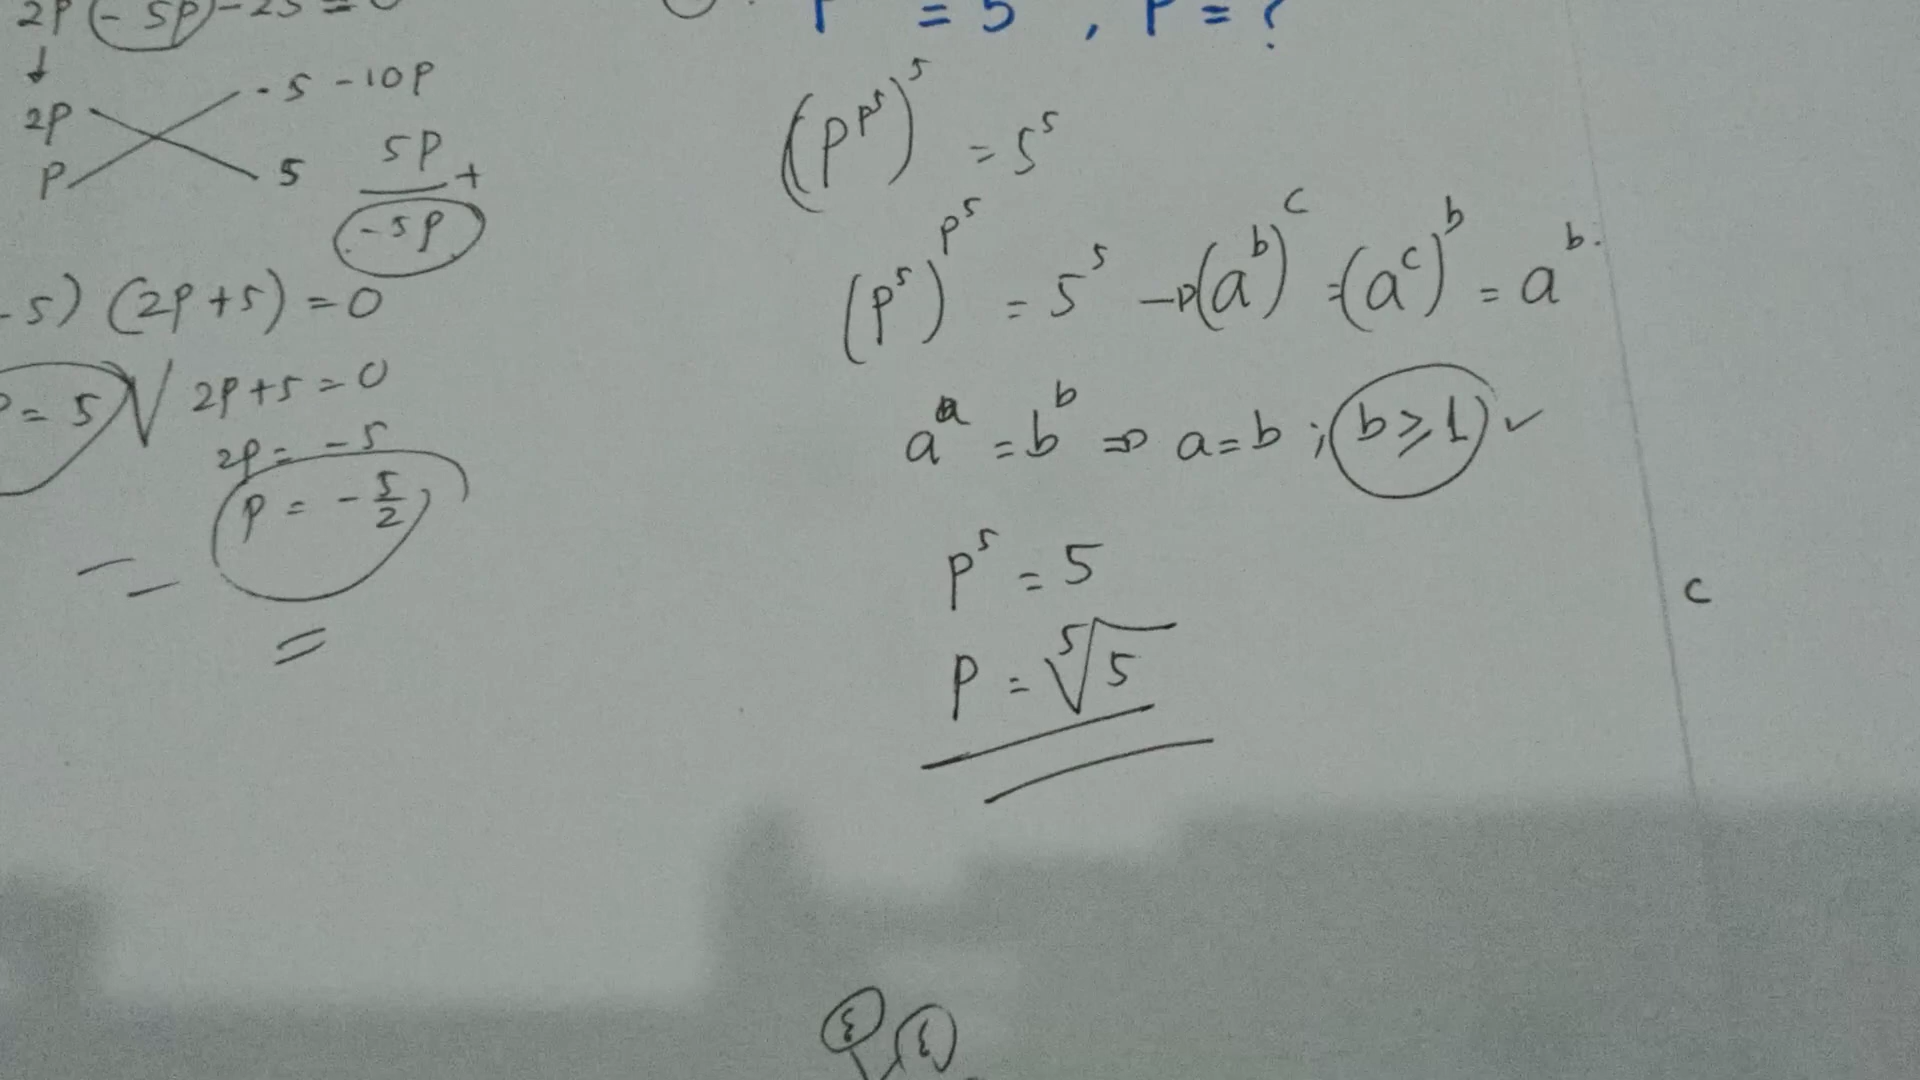 2P - 5P - 25 = 0
2P -5 -10P
P 5 5P +
-5P
-5) (2P+5) = 0
P = 5 √ 2P+5=0
2P = -5
P = -5/2
=
= 5 , P = ?
(P^P^5)^5 = 5^5
(P^5)^P^5 = 5^5 → (a^b)^c = (a^c)^b = a^b.
a^a = b^b ⇒ a=b ; b ≥ 1 ✓
P^5 = 5
P = ⁵√5
c